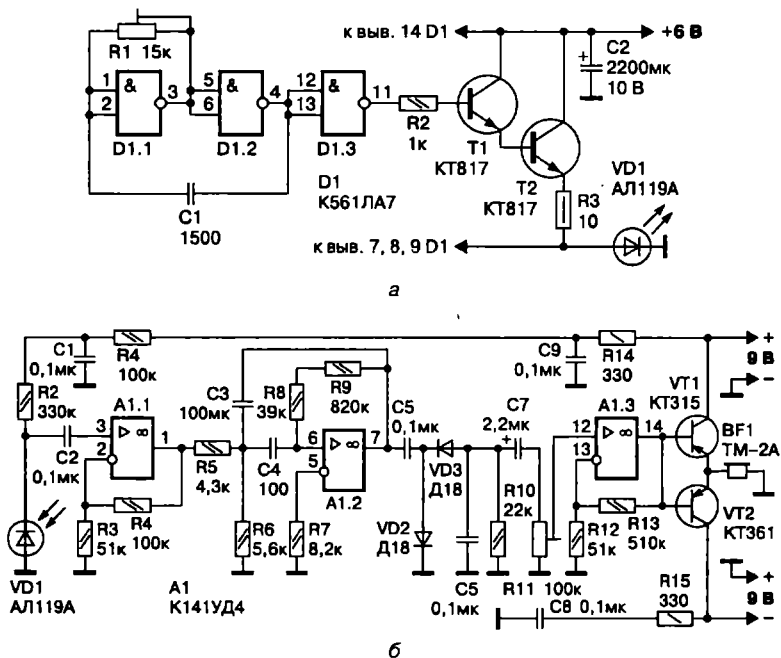 к выв. 14 D1
+6 В
R1 15к
C2
2200мк
10 В
+
1
2
&
3
5
6
&
4
12
13
&
11
R2
1к
D1.1
D1.2
D1.3
T1
КТ817
T2
КТ817
D1
К561ЛА7
C1
1500
R3
10
VD1
АЛ119А
к выв. 7, 8, 9 D1
а
C1
0,1мк
R4
100к
C9
0,1мк
R14
330
+
9 В
–
R2
330к
A1.1
3
2
▷ ∞
1
C2
0,1мк
R3
51к
R4
100к
VD1
АЛ119А
R5
4,3к
C3
100мк
R8
39к
R9
820к
C4
100
6
5
▷ ∞
7
A1.2
R6
5,6к
R7
8,2к
A1
К141УД4
C5
0,1мк
VD3
Д18
VD2
Д18
C5
0,1мк
C7
2,2мк
+
R10
22к
R11 100к
A1.3
12
13
▷ ∞
14
R12
51к
R13
510к
VT1
КТ315
BF1
ТМ-2А
VT2
КТ361
C8 0,1мк
R15
330
+
9 В
–
б